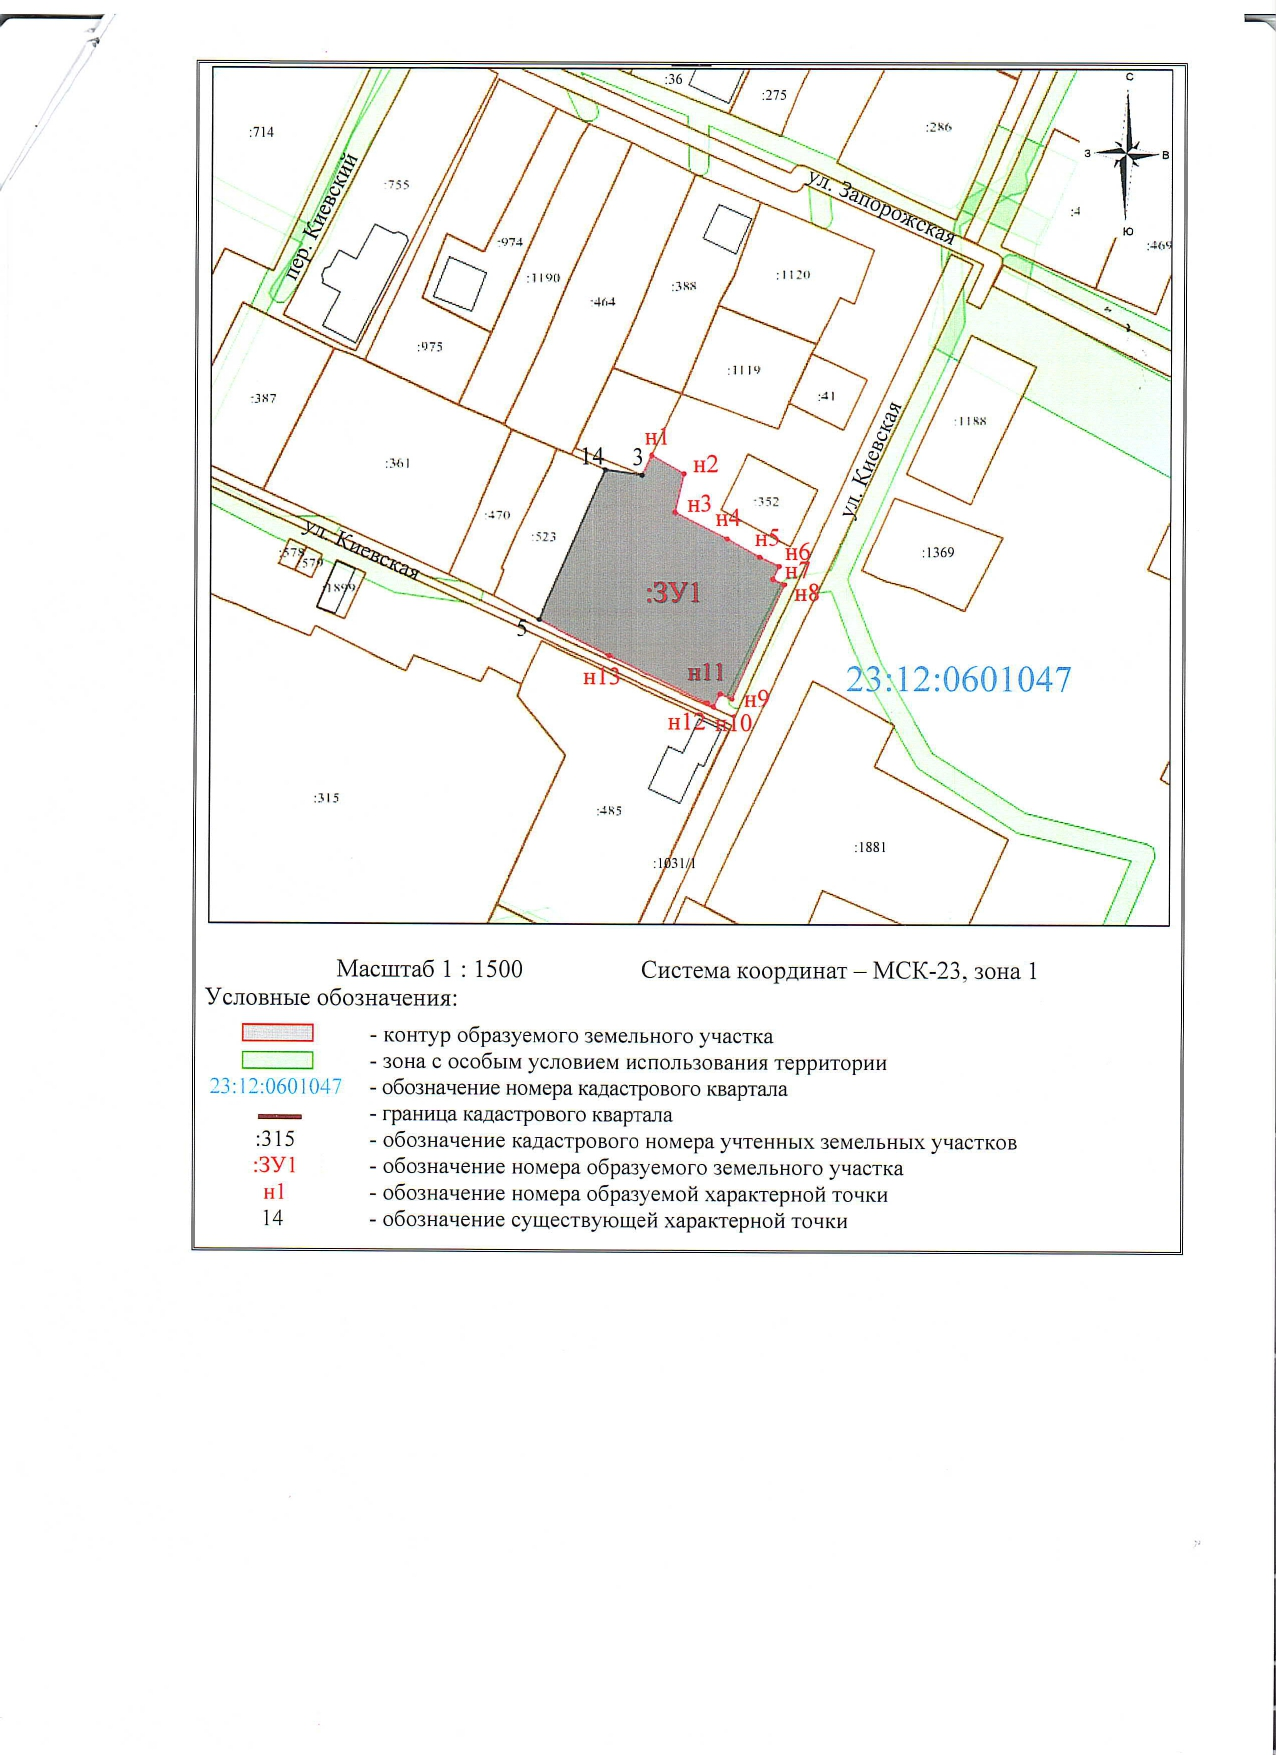 :36
С
:275
:714
:286
З
В
пер. Киевский
:755
ул. Запорожская
:4
Ю
:974
:469
:1190
:1120
:388
:464
:975
:1119
:387
:41
:1188
ул. Киевская
н1
14
3
:361
н2
:352
н3
:470
н4
:523
ул. Киевская
н5
н6
:1369
:578
:579
н7
:1899
:ЗУ1
н8
5
н11
н13
23:12:0601047
н9
н12
н10
:315
:485
:1881
:1031/1
Масштаб 1 : 1500
Система координат – МСК-23, зона 1
Условные обозначения:
- контур образуемого земельного участка
- зона с особым условием использования территории
23:12:0601047 - обозначение номера кадастрового квартала
- граница кадастрового квартала
:315 - обозначение кадастрового номера учтенных земельных участков
:ЗУ1 - обозначение номера образуемого земельного участка
н1 - обозначение номера образуемой характерной точки
14 - обозначение существующей характерной точки